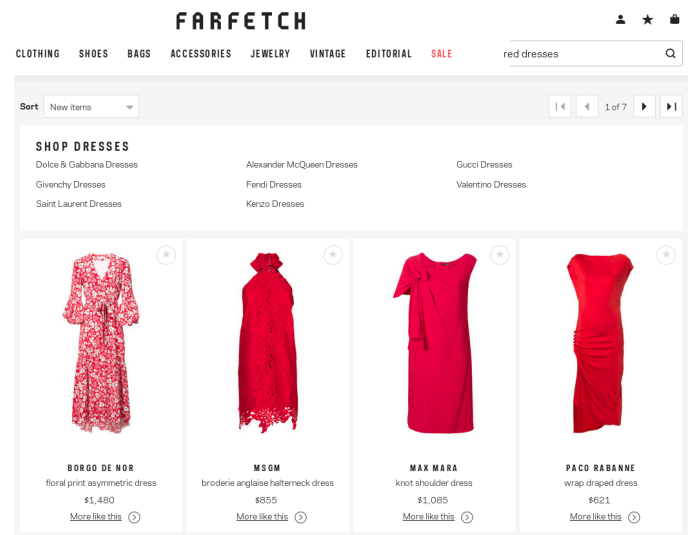 FARFETCH
CLOTHING SHOES BAGS ACCESSORIES JEWELRY VINTAGE EDITORIAL SALE
red dresses
Sort New items
1 of 7
SHOP DRESSES
Dolce & Gabbana Dresses Alexander McQueen Dresses Gucci Dresses
Givenchy Dresses Fendi Dresses Valentino Dresses
Saint Laurent Dresses Kenzo Dresses
BORGO DE NOR MSGM MAX MARA PACO RABANNE
floral print asymmetric dress broderie anglaise halterneck dress knot shoulder dress wrap draped dress
$1,480 $855 $1,085 $621
More like this More like this More like this More like this